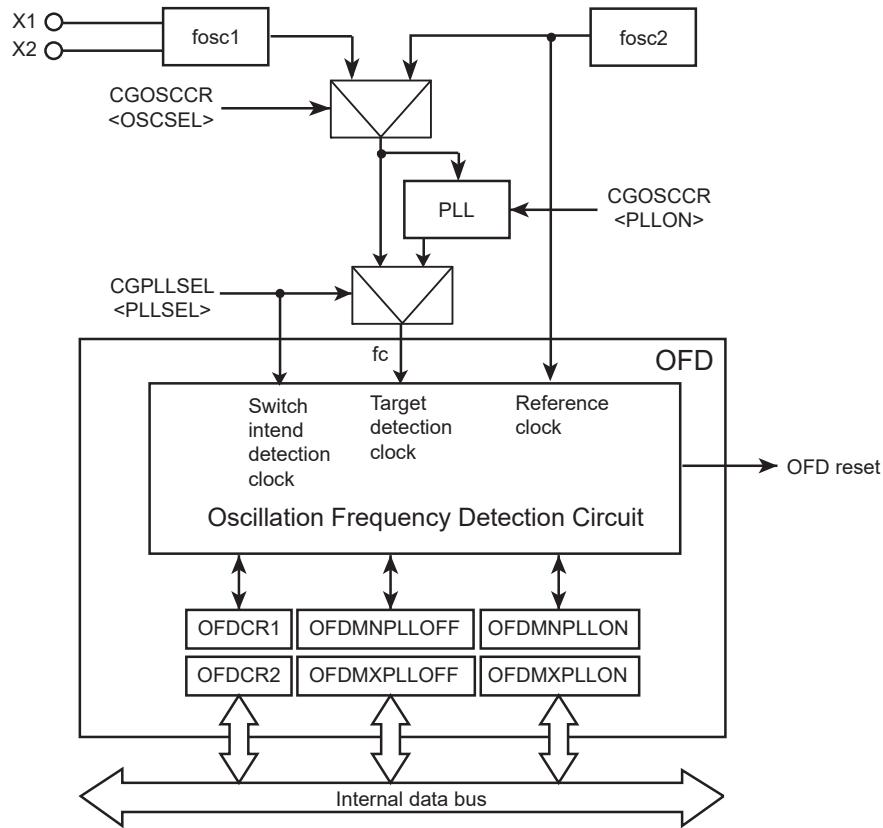 X1
X2
fosc1
fosc2
CGOSCCR
<OSCSEL>
PLL
CGOSCCR
<PLLON>
CGPLLSEL
<PLLSEL>
fc
OFD
Switch
intend
detection
clock
Target
detection
clock
Reference
clock
OFD reset
Oscillation Frequency Detection Circuit
OFDCR1
OFDMNPLLOFF
OFDMNPLLON
OFDCR2
OFDMXPLLOFF
OFDMXPLLON
Internal data bus